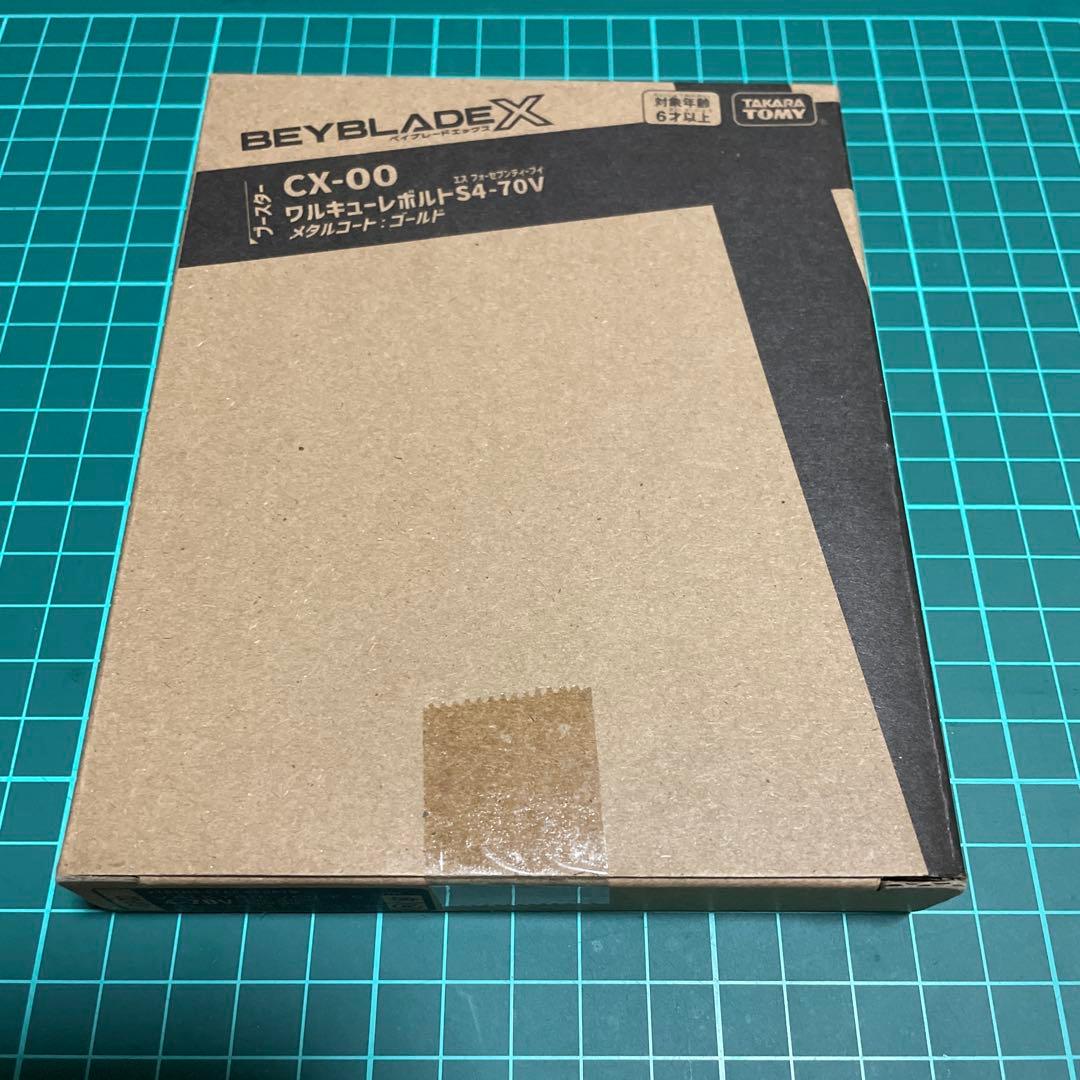 BEYBLADE X
ベイブレードエックス
対象年齢
6才以上
TAKARA
TOMY
ブースター
CX-00
エス フォーセブンティーブイ
ワルキューレボルトS4-70V
メタルコート:ゴールド